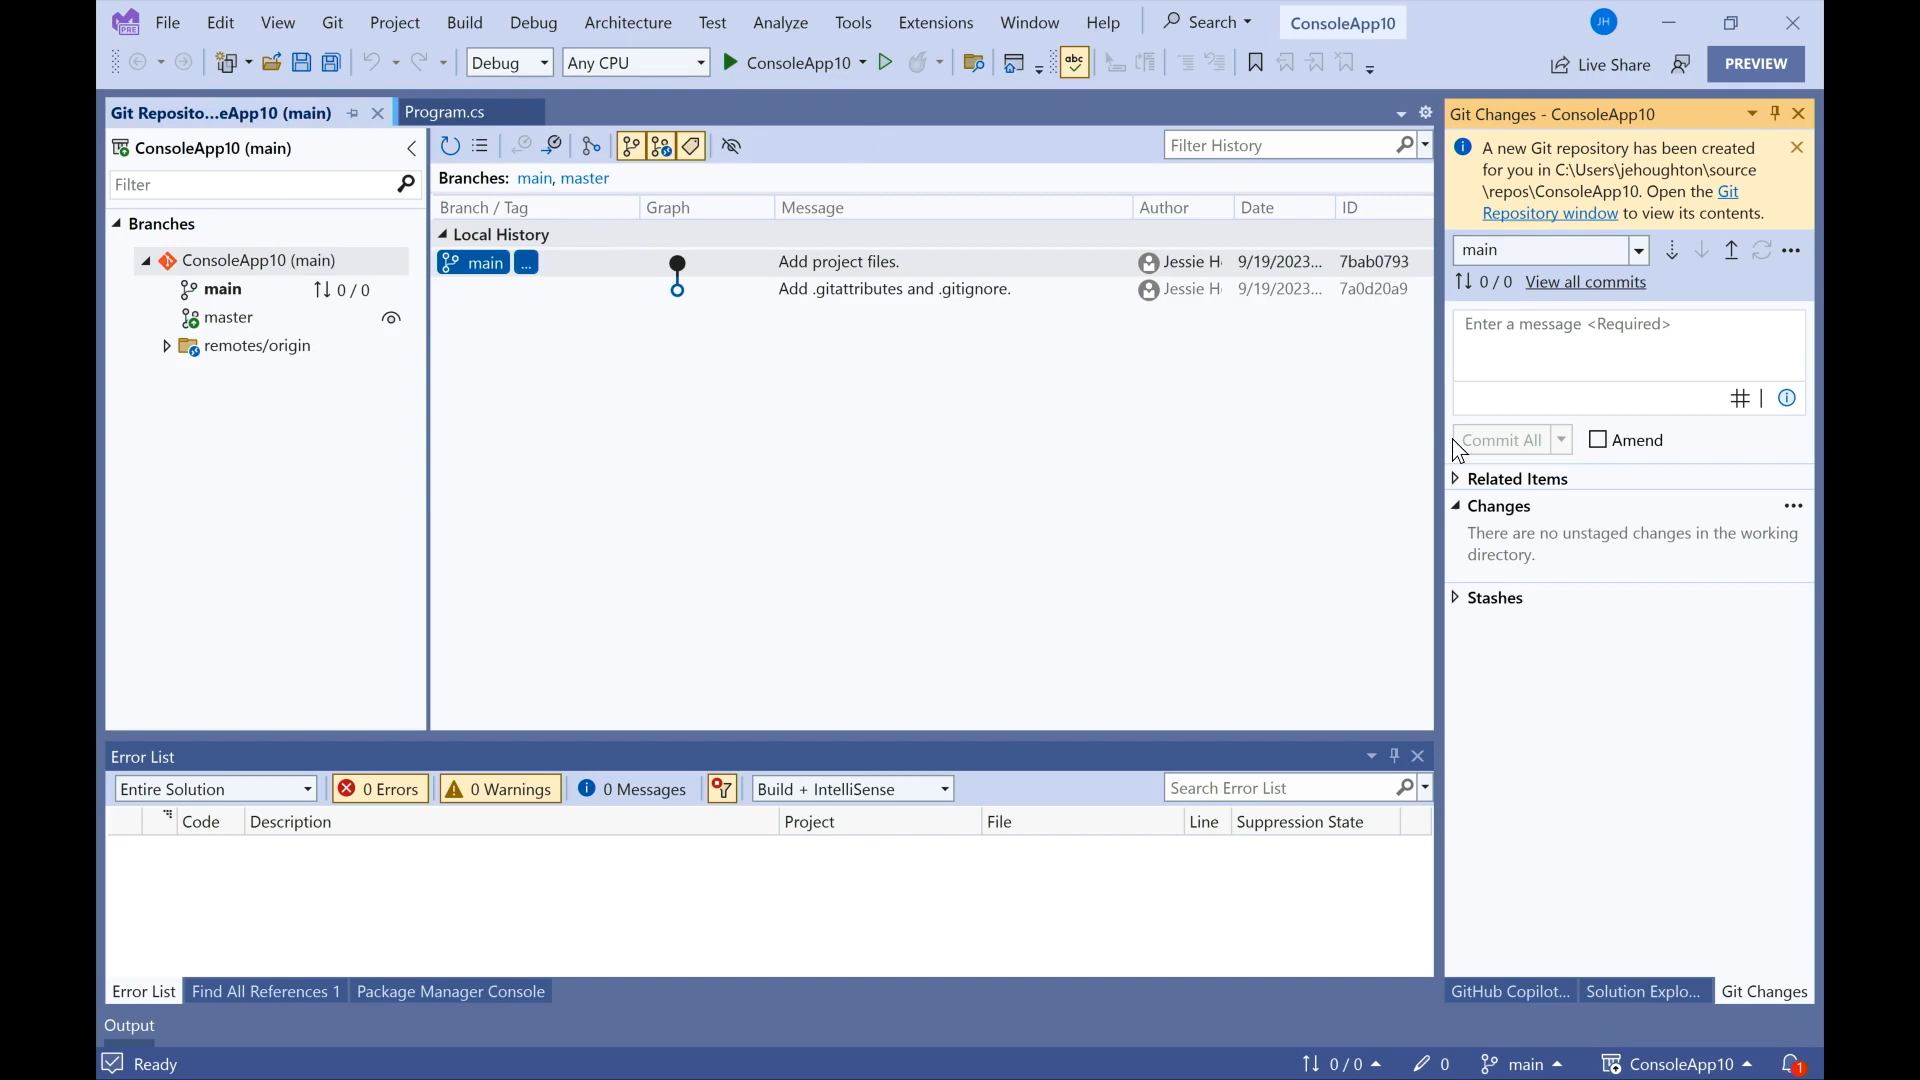 File Edit View Git Project Build Debug Architecture Test Analyze Tools Extensions Window Help Search ConsoleApp10 JH
PRE
Debug Any CPU ConsoleApp10 abc Live Share PREVIEW
Git Reposito...eApp10 (main) Program.cs
ConsoleApp10 (main)
Filter
Branches
ConsoleApp10 (main)
main 0 / 0
master
remotes/origin
Filter History
Branches: main, master
Branch / Tag Graph Message Author Date ID
Local History
main ... Add project files. Jessie H 9/19/2023... 7bab0793
Add .gitattributes and .gitignore. Jessie H 9/19/2023... 7a0d20a9
Git Changes - ConsoleApp10
A new Git repository has been created
for you in C:\Users\jehoughton\source
\repos\ConsoleApp10. Open the Git
Repository window to view its contents.
main
0 / 0 View all commits
Enter a message <Required>
Commit All Amend
Related Items
Changes
There are no unstaged changes in the working
directory.
Stashes
Error List
Entire Solution 0 Errors 0 Warnings 0 Messages Build + IntelliSense Search Error List
Code Description Project File Line Suppression State
Error List Find All References 1 Package Manager Console
GitHub Copilot... Solution Explo... Git Changes
Output
Ready 0 / 0 0 main ConsoleApp10 1